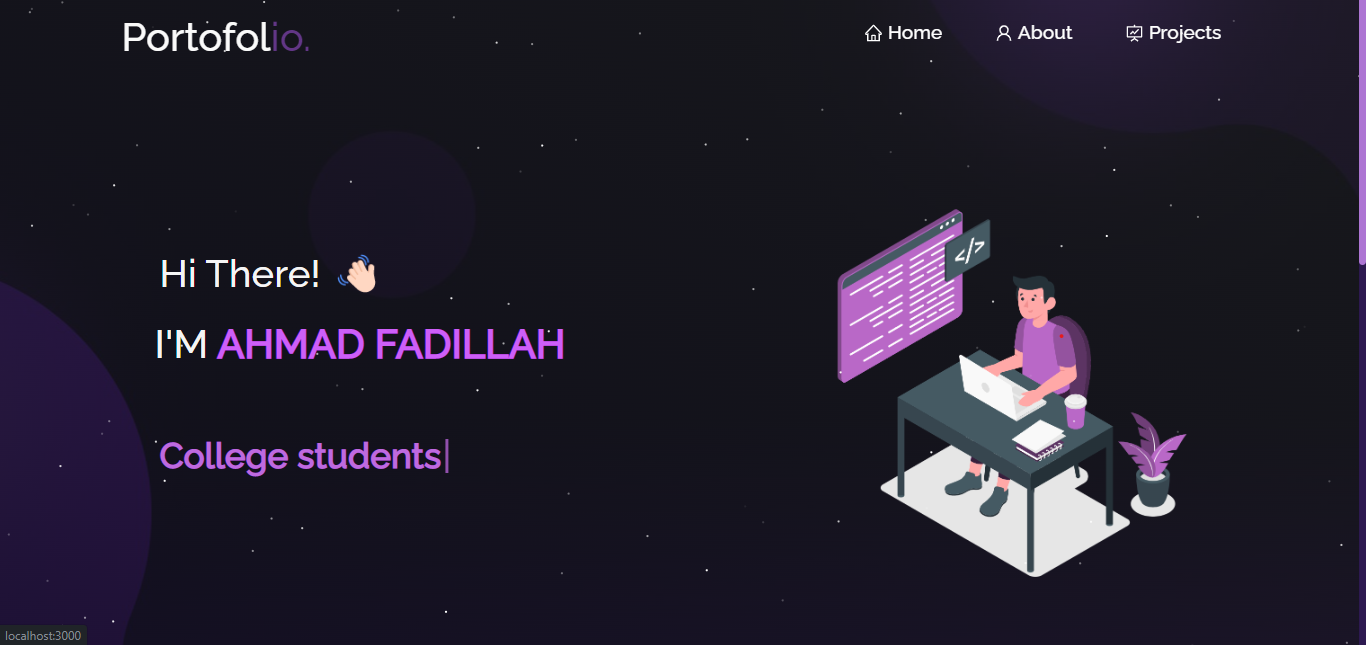 Portofolio.
Home About Projects
Hi There! 👋🏻
I'M AHMAD FADILLAH
</>
College students|
localhost:3000